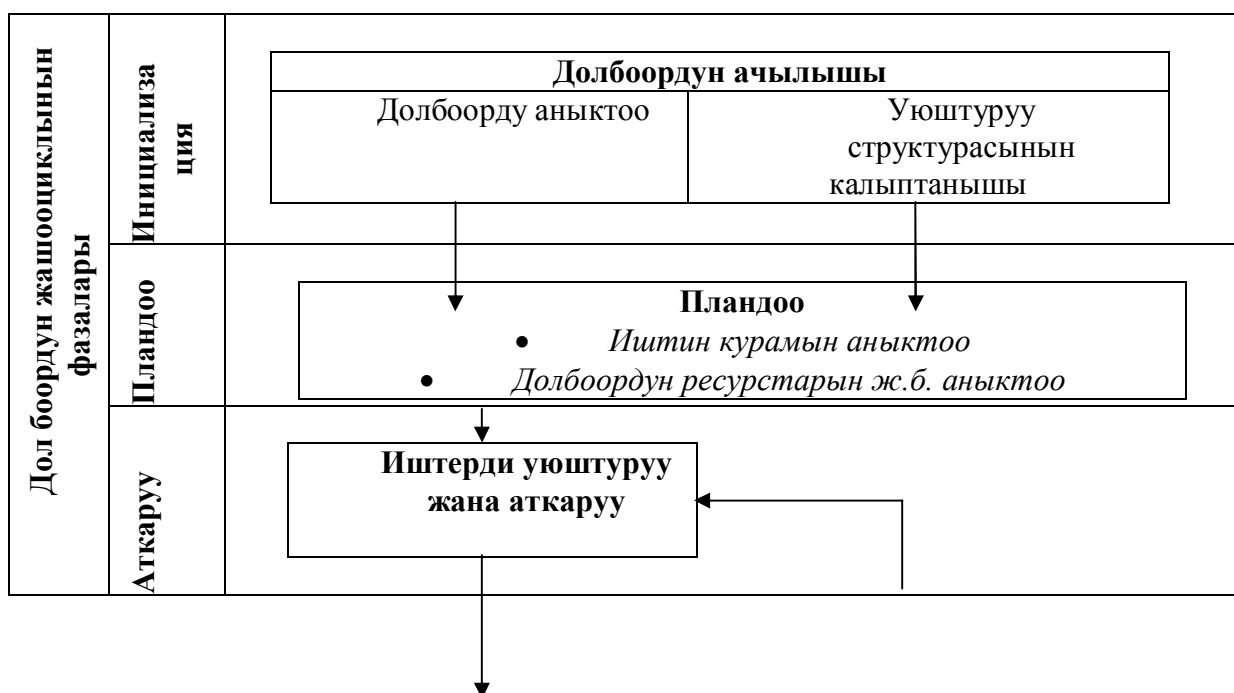 Дол боордун жашооциклынын
фазалары
Инициализа
ция
Долбоордун ачылышы
Долбоорду аныктоо
Уюштуруу
структурасынын
калыптанышы
Пландоо
Пландоо
• Иштин курамын аныктоо
• Долбоордун ресурстарын ж.б. аныктоо
Аткаруу
Иштерди уюштуруу
жана аткаруу